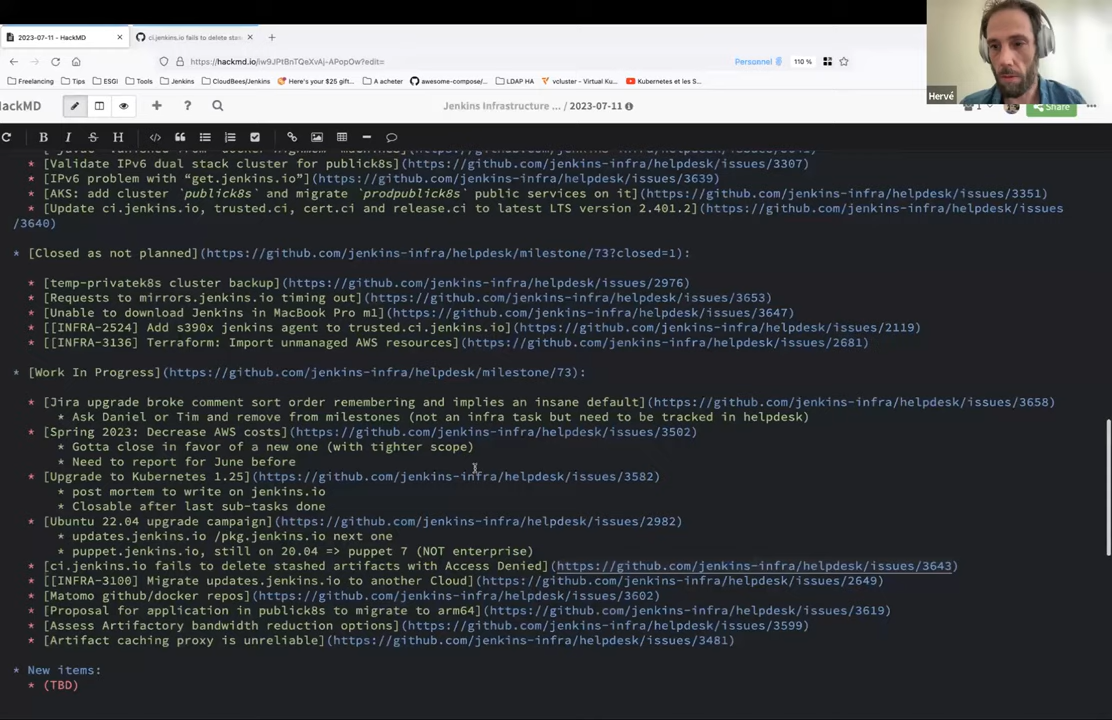 2023-07-11 - HackMD
ci.jenkins.io fails to delete stas
https://hackmd.io/iw9JPtBnTQeXvAj-APopOw?edit=
Personnel
110 %
Freelancing Tips ESGI Tools Jenkins CloudBees/Jenkins Here's your $25 gift... A acheter awesome-compose/... LDAP HA vcluster - Virtual Ku... Kubernetes et les S...
Hervé
HackMD
Jenkins Infrastructure ... / 2023-07-11
1
Share
* [Validate IPv6 dual stack cluster for publick8s](https://github.com/jenkins-infra/helpdesk/issues/3307)
* [IPv6 problem with “get.jenkins.io”](https://github.com/jenkins-infra/helpdesk/issues/3639)
* [AKS: add cluster `publick8s` and migrate `prodpublick8s` public services on it](https://github.com/jenkins-infra/helpdesk/issues/3351)
* [Update ci.jenkins.io, trusted.ci, cert.ci and release.ci to latest LTS version 2.401.2](https://github.com/jenkins-infra/helpdesk/issues
/3640)
* [Closed as not planned](https://github.com/jenkins-infra/helpdesk/milestone/73?closed=1):
* [temp-privatek8s cluster backup](https://github.com/jenkins-infra/helpdesk/issues/2976)
* [Requests to mirrors.jenkins.io timing out](https://github.com/jenkins-infra/helpdesk/issues/3653)
* [Unable to download Jenkins in MacBook Pro m1](https://github.com/jenkins-infra/helpdesk/issues/3647)
* [[INFRA-2524] Add s390x jenkins agent to trusted.ci.jenkins.io](https://github.com/jenkins-infra/helpdesk/issues/2119)
* [[INFRA-3136] Terraform: Import unmanaged AWS resources](https://github.com/jenkins-infra/helpdesk/issues/2681)
* [Work In Progress](https://github.com/jenkins-infra/helpdesk/milestone/73):
* [Jira upgrade broke comment sort order remembering and implies an insane default](https://github.com/jenkins-infra/helpdesk/issues/3658)
* Ask Daniel or Tim and remove from milestones (not an infra task but need to be tracked in helpdesk)
* [Spring 2023: Decrease AWS costs](https://github.com/jenkins-infra/helpdesk/issues/3502)
* Gotta close in favor of a new one (with tighter scope)
* Need to report for June before
* [Upgrade to Kubernetes 1.25](https://github.com/jenkins-infra/helpdesk/issues/3582)
* post mortem to write on jenkins.io
* Closable after last sub-tasks done
* [Ubuntu 22.04 upgrade campaign](https://github.com/jenkins-infra/helpdesk/issues/2982)
* updates.jenkins.io /pkg.jenkins.io next one
* puppet.jenkins.io, still on 20.04 => puppet 7 (NOT enterprise)
* [ci.jenkins.io fails to delete stashed artifacts with Access Denied](https://github.com/jenkins-infra/helpdesk/issues/3643)
* [[INFRA-3100] Migrate updates.jenkins.io to another Cloud](https://github.com/jenkins-infra/helpdesk/issues/2649)
* [Matomo github/docker repos](https://github.com/jenkins-infra/helpdesk/issues/3602)
* [Proposal for application in publick8s to migrate to arm64](https://github.com/jenkins-infra/helpdesk/issues/3619)
* [Assess Artifactory bandwidth reduction options](https://github.com/jenkins-infra/helpdesk/issues/3599)
* [Artifact caching proxy is unreliable](https://github.com/jenkins-infra/helpdesk/issues/3481)
* New items:
* (TBD)